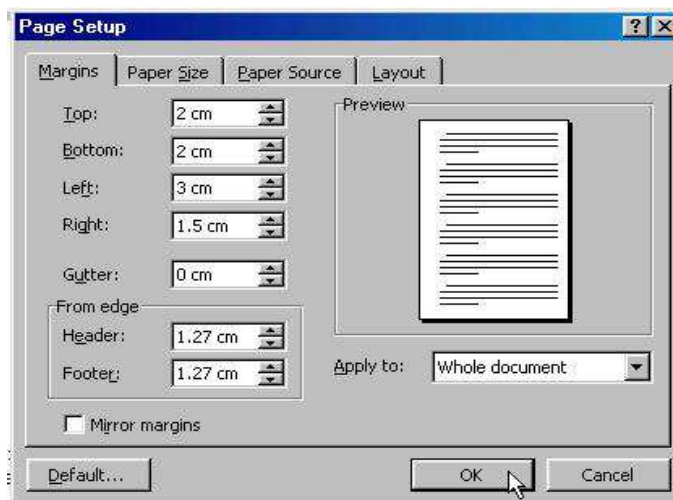 Page Setup
Margins Paper Size Paper Source Layout
Top: 2 cm
Bottom: 2 cm
Left: 3 cm
Right: 1.5 cm
Gutter: 0 cm
From edge
Header: 1.27 cm
Footer: 1.27 cm
Mirror margins
Preview
Apply to: Whole document
Default... OK Cancel